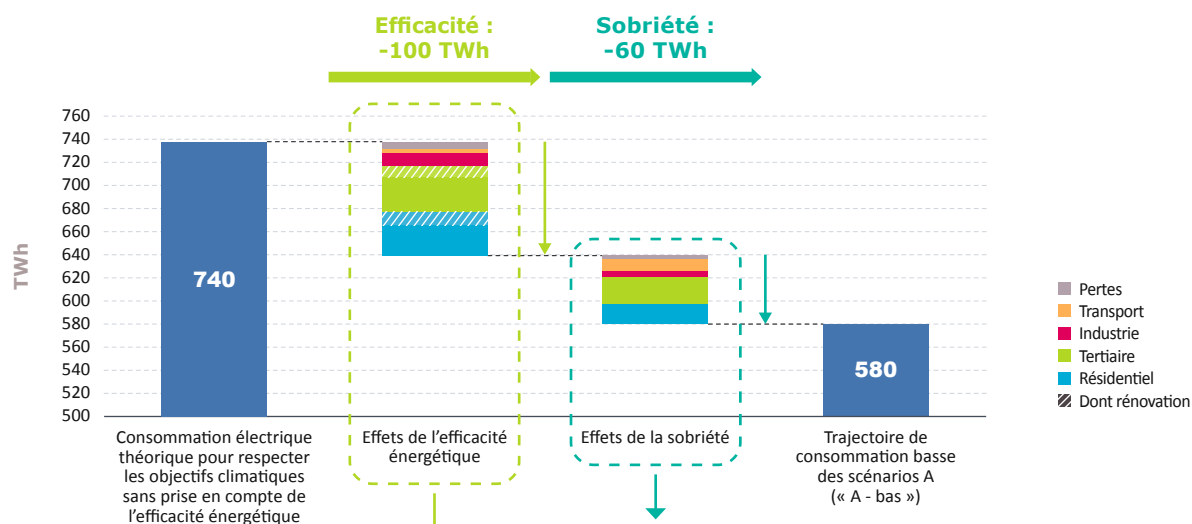 Efficacité :
-100 TWh
Sobriété :
-60 TWh
TWh
760
740
720
700
680
660
640
620
600
580
560
540
520
500
740
580
Consommation électrique
théorique pour respecter
les objectifs climatiques
sans prise en compte de
l’efficacité énergétique
Effets de l’efficacité
énergétique
Effets de la sobriété
Trajectoire de
consommation basse
des scénarios A
(« A - bas »)
Pertes
Transport
Industrie
Tertiaire
Résidentiel
Dont rénovation